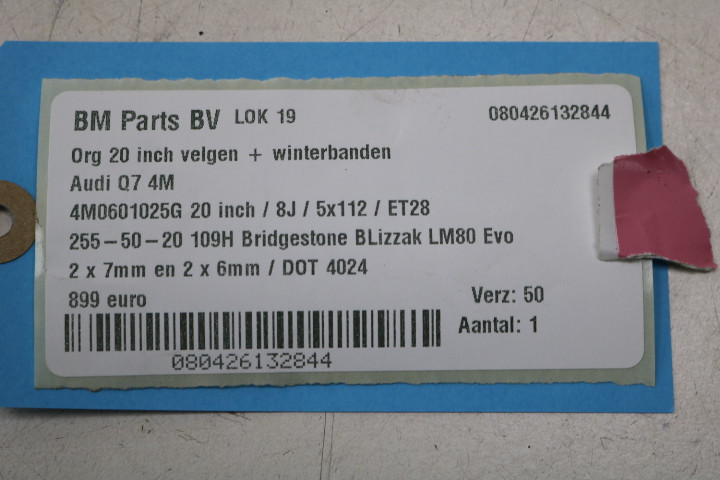 BM Parts BV LOK 19 080426132844
Org 20 inch velgen + winterbanden
Audi Q7 4M
4M0601025G 20 inch / 8J / 5x112 / ET28
255-50-20 109H Bridgestone BLizzak LM80 Evo
2 x 7mm en 2 x 6mm / DOT 4024
899 euro Verz: 50
Aantal: 1
080426132844